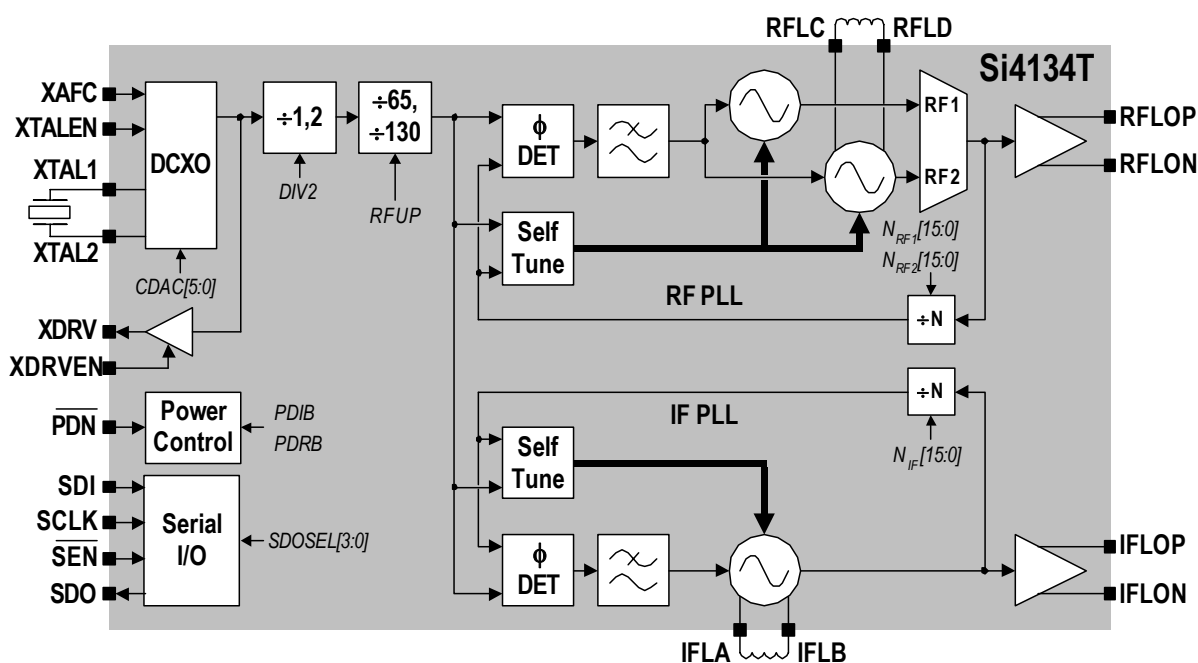 RFLC RFLD
Si4134T
XAFC
XTALEN
XTAL1
XTAL2
DCXO
CDAC[5:0]
÷1,2
DIV2
÷65,
÷130
RFUP
ϕ
DET
Self
Tune
RF1
RF2
RFLOP
RFLON
N_RF1[15:0]
N_RF2[15:0]
÷N
RF PLL
XDRV
XDRVEN
PDN
Power
Control
PDIB
PDRB
SDI
SCLK
SEN
SDO
Serial
I/O
SDOSEL[3:0]
÷N
N_IF[15:0]
IF PLL
Self
Tune
ϕ
DET
IFLOP
IFLON
IFLA IFLB